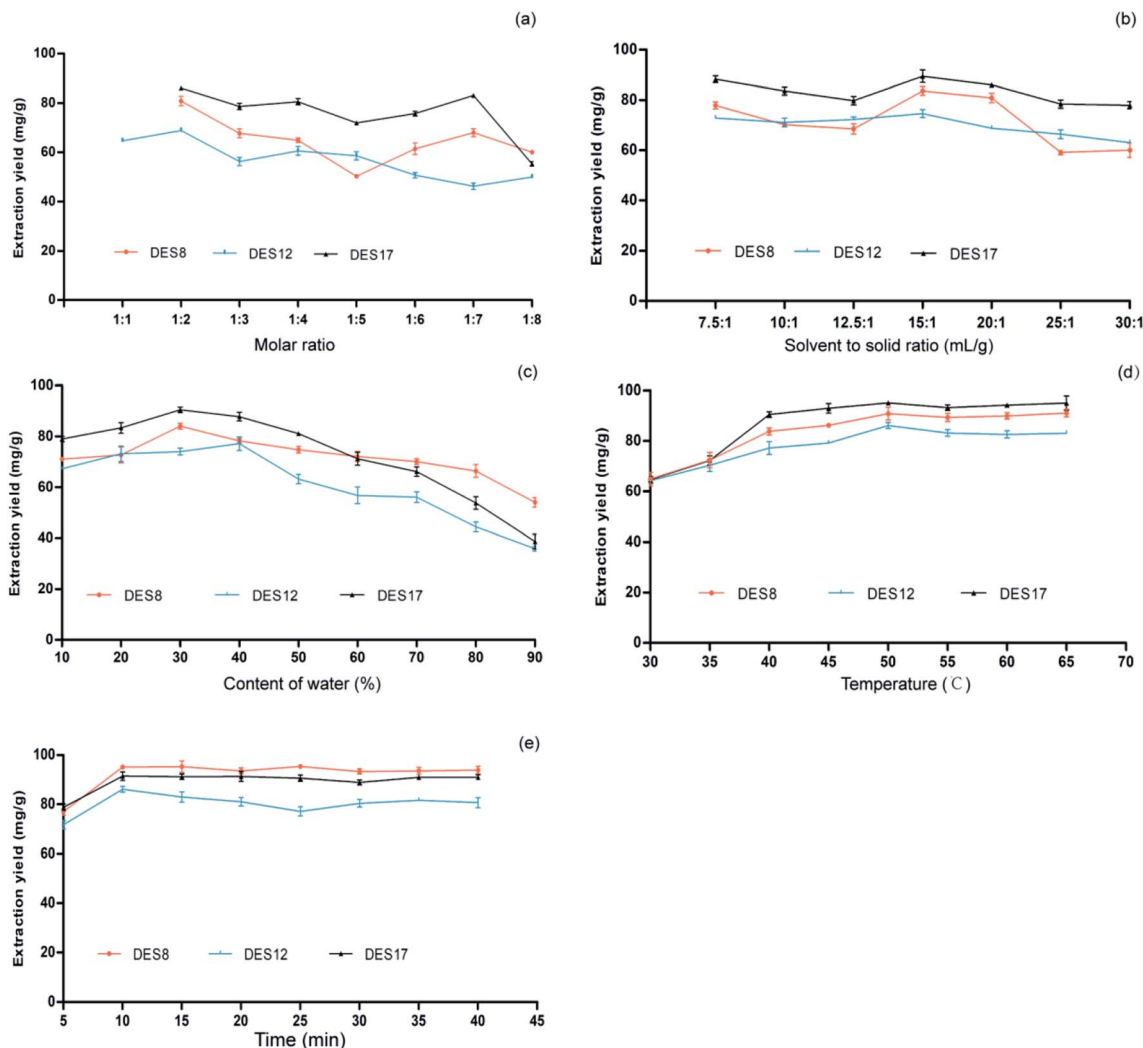 (a)
Extraction yield (mg/g)
100
80
60
40
20
0
DES8 DES12 DES17
1:1 1:2 1:3 1:4 1:5 1:6 1:7 1:8
Molar ratio
(b)
Extraction yield (mg/g)
100
80
60
40
20
0
DES8 DES12 DES17
7.5:1 10:1 12.5:1 15:1 20:1 25:1 30:1
Solvent to solid ratio (mL/g)
(c)
Extraction yield (mg/g)
100
80
60
40
20
0
DES8 DES12 DES17
10 20 30 40 50 60 70 80 90
Content of water (%)
(d)
Extraction yield (mg/g)
100
80
60
40
20
0
DES8 DES12 DES17
30 35 40 45 50 55 60 65 70
Temperature (℃)
(e)
Extraction yield (mg/g)
100
80
60
40
20
0
DES8 DES12 DES17
5 10 15 20 25 30 35 40 45
Time (min)